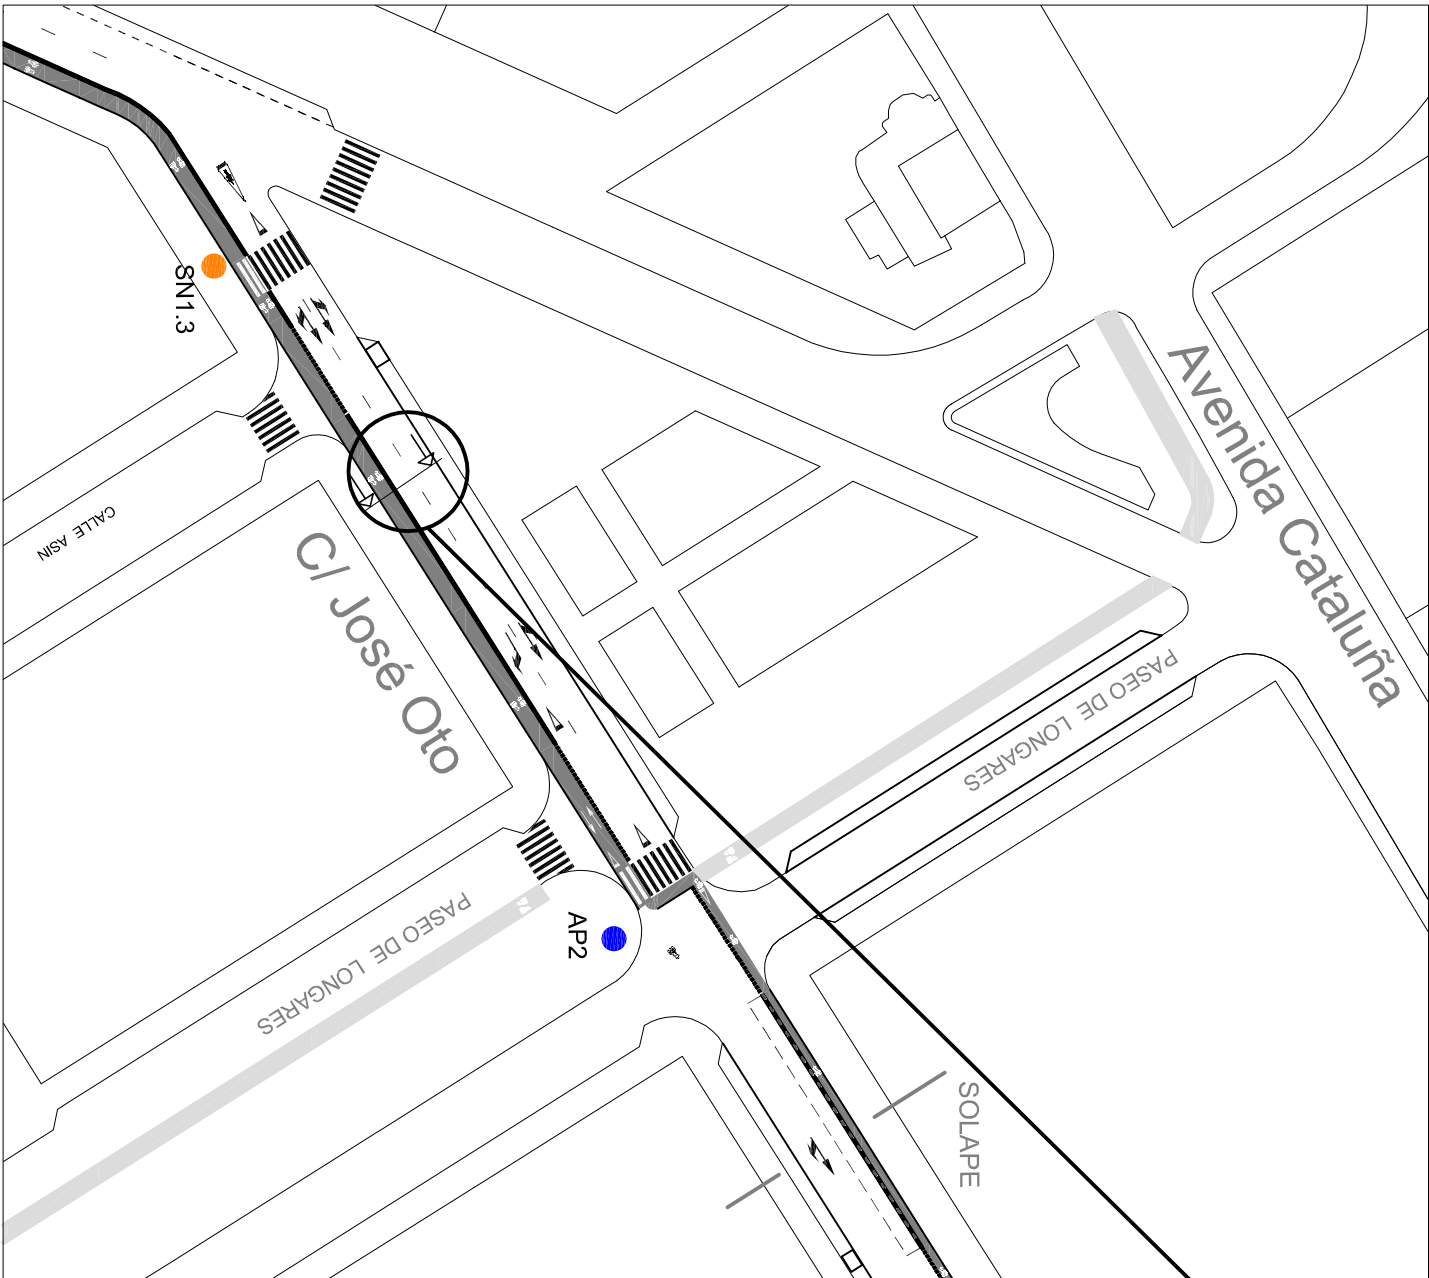 SN1.3
Avenida Cataluña
CALLE ASIN
C/ José Oto
PASEO DE LONGARES
PASEO DE LONGARES
AP2
SOLAPE